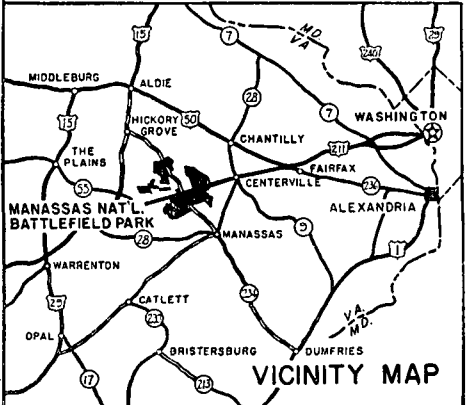 15
7
MD.
VA
240
29
MIDDLEBURG
ALDIE
28
7
WASHINGTON
15
HICKORY
GROVE
50
CHANTILLY
211
THE
PLAINS
FAIRFAX
55
CENTERVILLE
236
MANASSAS NAT'L.
BATTLEFIELD PARK
ALEXANDRIA
28
MANASSAS
9
1
WARRENTON
234
29
CATLETT
VA.
MD.
OPAL
BRISTERSBURG
DUMFRIES
17
213
VICINITY MAP